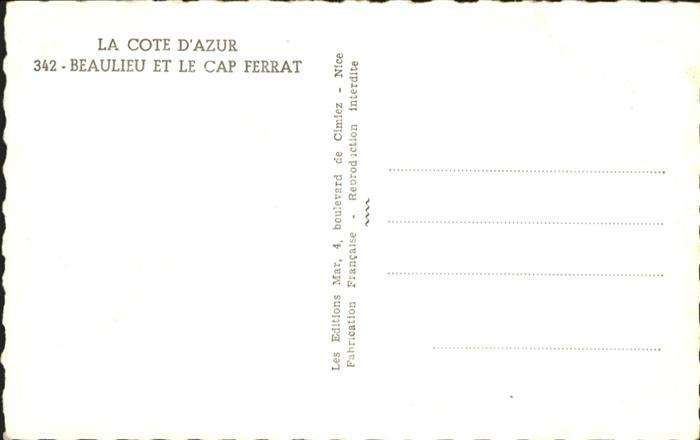 LA COTE D'AZUR
342 - BEAULIEU ET LE CAP FERRAT
Les Editions Mar, 4, boulevard de Cimiez - Nice
Fabrication Française - Reproduction interdite